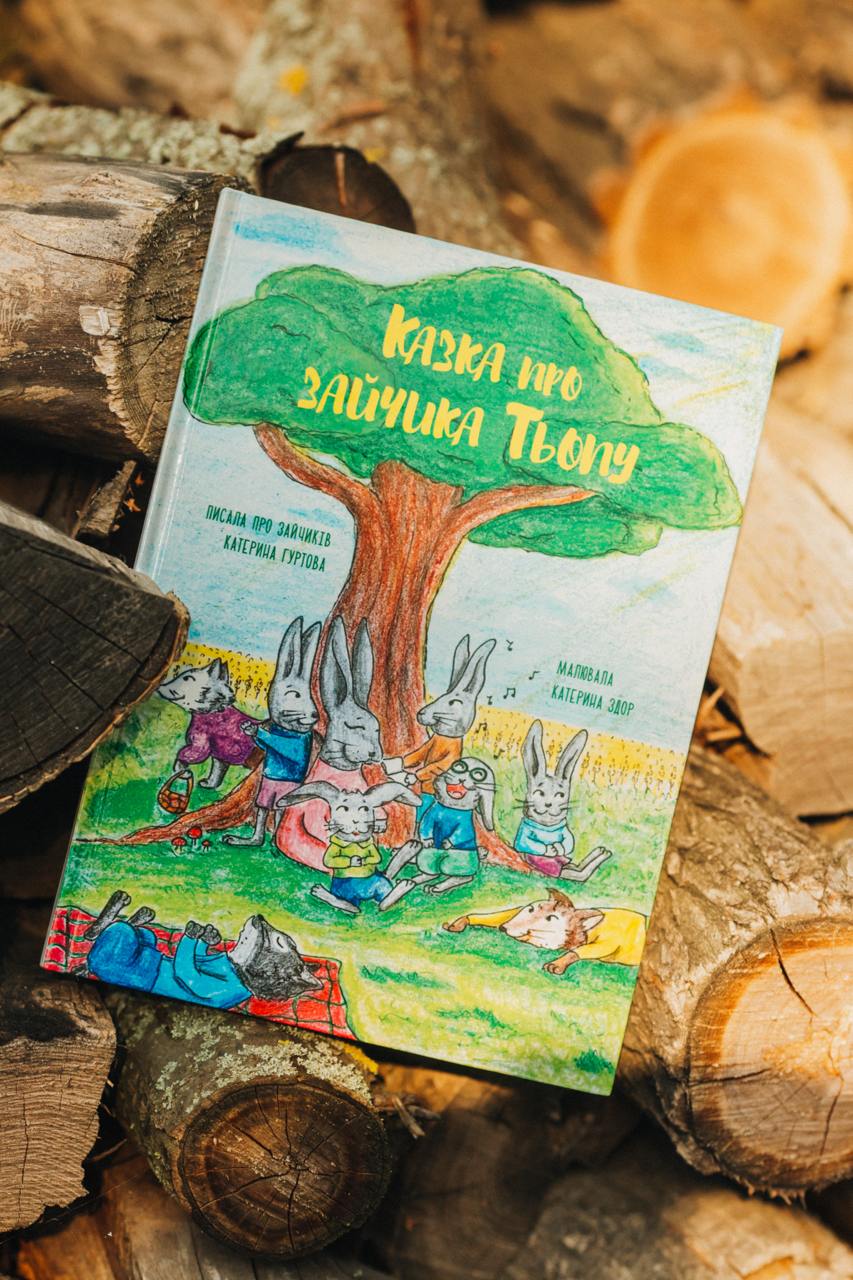 Казка про
зайчика Тьопу
Писала про зайчиків
Катерина Гуртова
Малювала
Катерина Здор